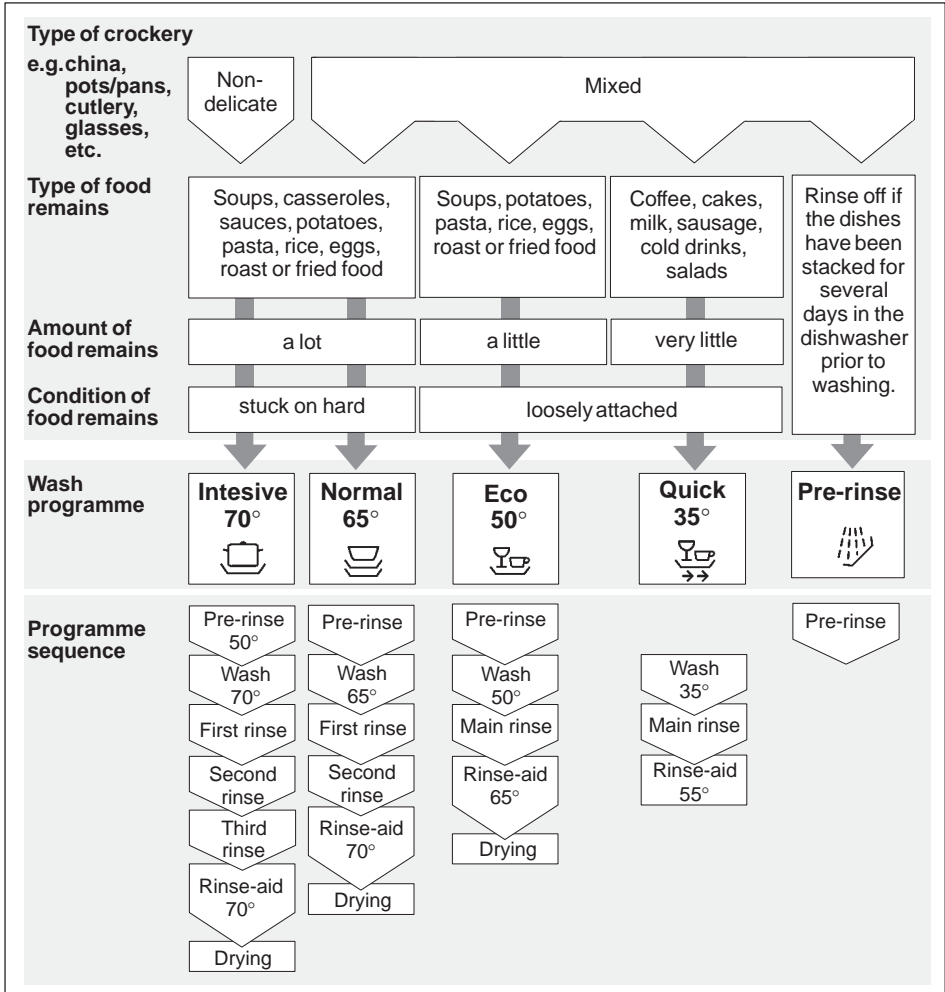 Type of crockery
e.g. china,
pots/pans,
cutlery,
glasses,
etc.
Non-
delicate
Mixed
Type of food
remains
Soups, casseroles,
sauces, potatoes,
pasta, rice, eggs,
roast or fried food
Soups, potatoes,
pasta, rice, eggs,
roast or fried food
Coffee, cakes,
milk, sausage,
cold drinks,
salads
Rinse off if
the dishes
have been
stacked for
several
days in the
dishwasher
prior to
washing.
Amount of
food remains
a lot
a little
very little
Condition of
food remains
stuck on hard
loosely attached
Wash
programme
Intesive
70°
Normal
65°
Eco
50°
Quick
35°
Pre-rinse
Programme
sequence
Pre-rinse
50°
Wash
70°
First rinse
Second
rinse
Third
rinse
Rinse-aid
70°
Drying
Pre-rinse
Wash
65°
First rinse
Second
rinse
Rinse-aid
70°
Drying
Pre-rinse
Wash
50°
Main rinse
Rinse-aid
65°
Drying
Wash
35°
Main rinse
Rinse-aid
55°
Pre-rinse